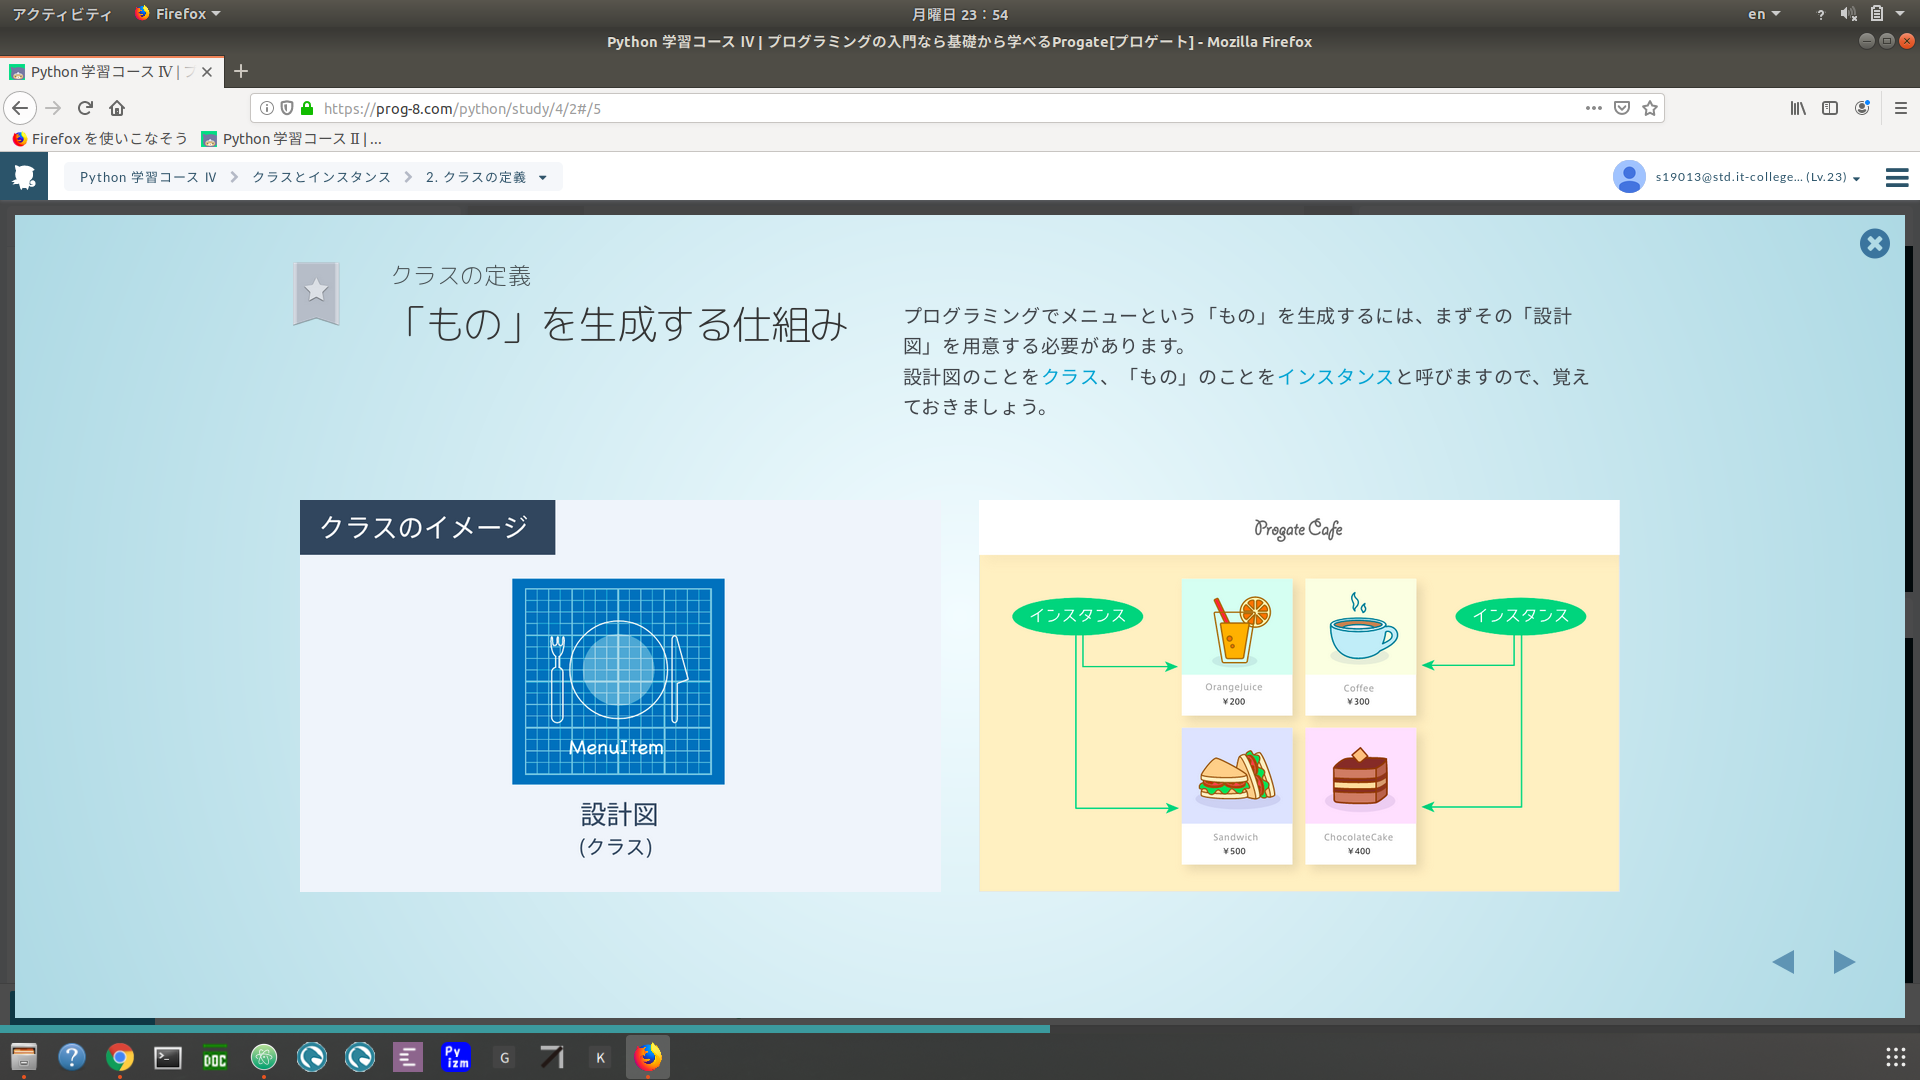 アクティビティ
Firefox
月曜日 23：54
en
Python 学習コース Ⅳ | プログラミングの入門なら基礎から学べるProgate[プロゲート] - Mozilla Firefox
Python 学習コース Ⅳ |
https://prog-8.com/python/study/4/2#/5
Firefox を使いこなそう
Python 学習コース Ⅱ | ...
Python 学習コース Ⅳ
クラスとインスタンス
2. クラスの定義
s19013@std.it-college... (Lv.23)
クラスの定義
「もの」を生成する仕組み
プログラミングでメニューという「もの」を生成するには、まずその「設計
図」を用意する必要があります。
設計図のことをクラス、「もの」のことをインスタンスと呼びますので、覚え
ておきましょう。
クラスのイメージ
MenuItem
設計図
(クラス)
Progate Cafe
インスタンス
インスタンス
OrangeJuice
¥200
Coffee
¥300
Sandwich
¥500
ChocolateCake
¥400
DOC
Py
izm
G
K